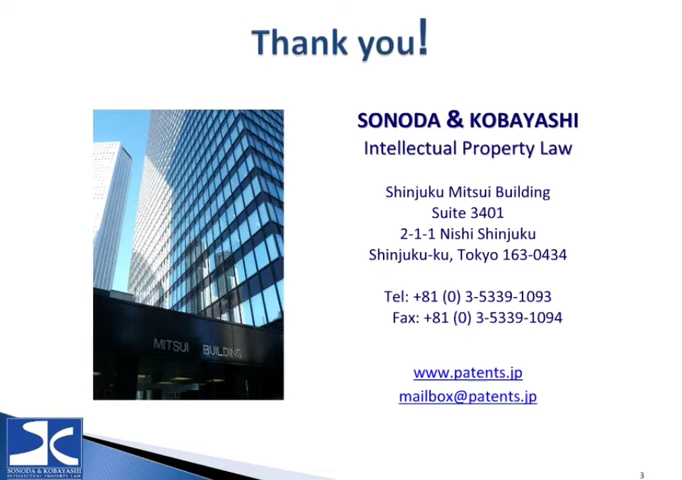 Thank you!
SONODA & KOBAYASHI
Intellectual Property Law
Shinjuku Mitsui Building
Suite 3401
2-1-1 Nishi Shinjuku
Shinjuku-ku, Tokyo 163-0434
Tel: +81 (0) 3-5339-1093
Fax: +81 (0) 3-5339-1094
MITSUI BUILDING
www.patents.jp
mailbox@patents.jp
SONODA & KOBAYASHI
INTELLECTUAL PROPERTY LAW
3